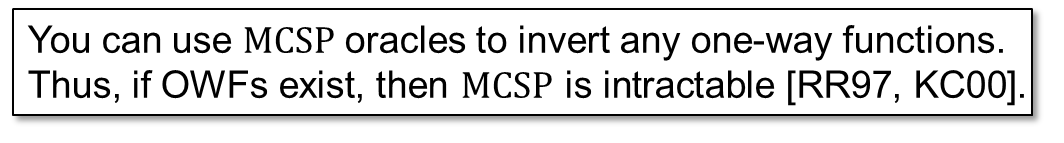 You can use MCSP oracles to invert any one-way functions.
Thus, if OWFs exist, then MCSP is intractable [RR97, KC00].